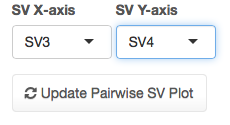 SV X-axis SV Y-axis
SV3 SV4
Update Pairwise SV Plot